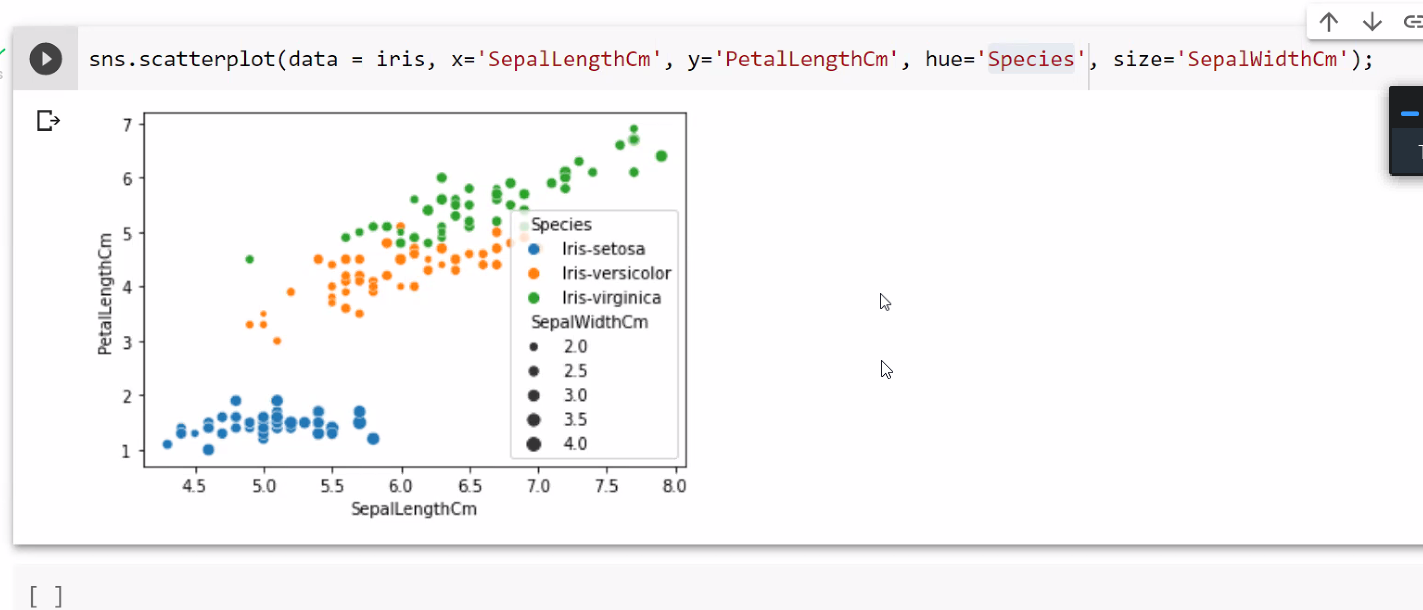 sns.scatterplot(data = iris, x='SepalLengthCm', y='PetalLengthCm', hue='Species', size='SepalWidthCm');
7
6
5
4
3
2
1
PetalLengthCm
Species
Iris-setosa
Iris-versicolor
Iris-virginica
SepalWidthCm
2.0
2.5
3.0
3.5
4.0
4.5 5.0 5.5 6.0 6.5 7.0 7.5 8.0
SepalLengthCm
[ ]